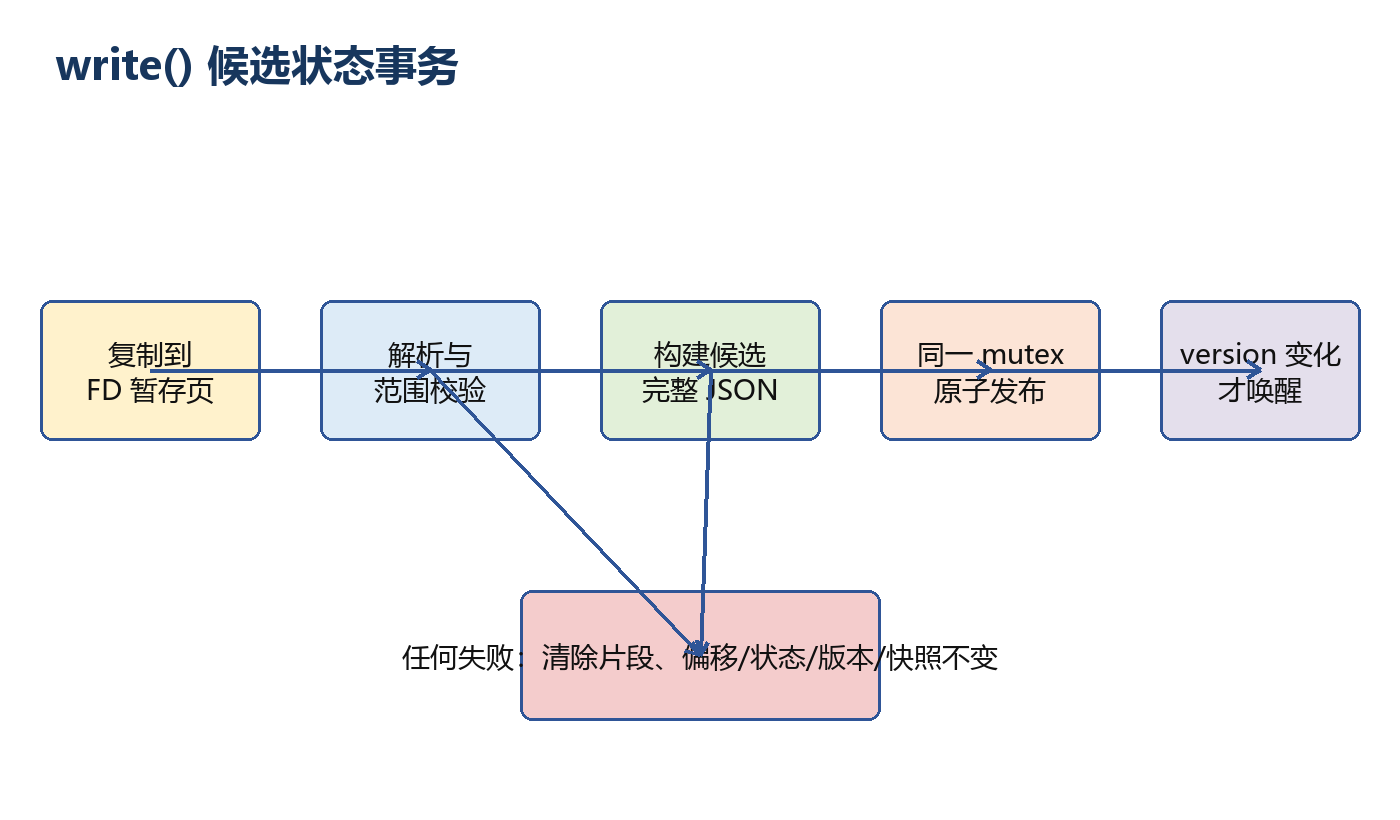 write() 候选状态事务
复制到
FD 暂存页
解析与
范围校验
构建候选
完整 JSON
同一 mutex
原子发布
version 变化
才唤醒
任何失败：清除片段、偏移/状态/版本/快照不变